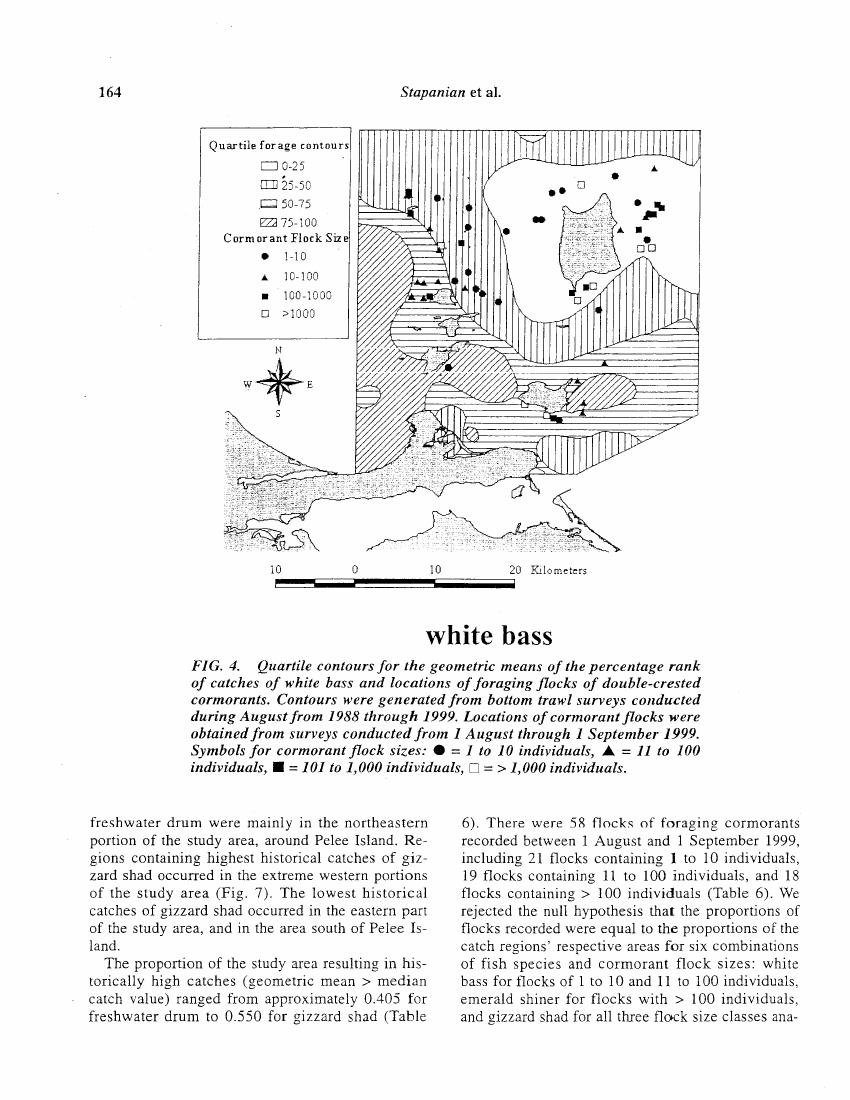 164
Stapanian et al.
Quartile forage contours
0-25
25-50
50-75
75-100
Cormorant Flock Size
1-10
10-100
100-1000
>1000
N
W E
S
10 0 10 20 Kilometers
white bass
FIG. 4. Quartile contours for the geometric means of the percentage rank
of catches of white bass and locations of foraging flocks of double-crested
cormorants. Contours were generated from bottom trawl surveys conducted
during August from 1988 through 1999. Locations of cormorant flocks were
obtained from surveys conducted from 1 August through 1 September 1999.
Symbols for cormorant flock sizes: ● = 1 to 10 individuals, ▲ = 11 to 100
individuals, ■ = 101 to 1,000 individuals, □ = > 1,000 individuals.
freshwater drum were mainly in the northeastern
portion of the study area, around Pelee Island. Re-
gions containing highest historical catches of giz-
zard shad occurred in the extreme western portions
of the study area (Fig. 7). The lowest historical
catches of gizzard shad occurred in the eastern part
of the study area, and in the area south of Pelee Is-
land.
The proportion of the study area resulting in his-
torically high catches (geometric mean > median
catch value) ranged from approximately 0.405 for
freshwater drum to 0.550 for gizzard shad (Table
6). There were 58 flocks of foraging cormorants
recorded between 1 August and 1 September 1999,
including 21 flocks containing 1 to 10 individuals,
19 flocks containing 11 to 100 individuals, and 18
flocks containing > 100 individuals (Table 6). We
rejected the null hypothesis that the proportions of
flocks recorded were equal to the proportions of the
catch regions' respective areas for six combinations
of fish species and cormorant flock sizes: white
bass for flocks of 1 to 10 and 11 to 100 individuals,
emerald shiner for flocks with > 100 individuals,
and gizzard shad for all three flock size classes ana-